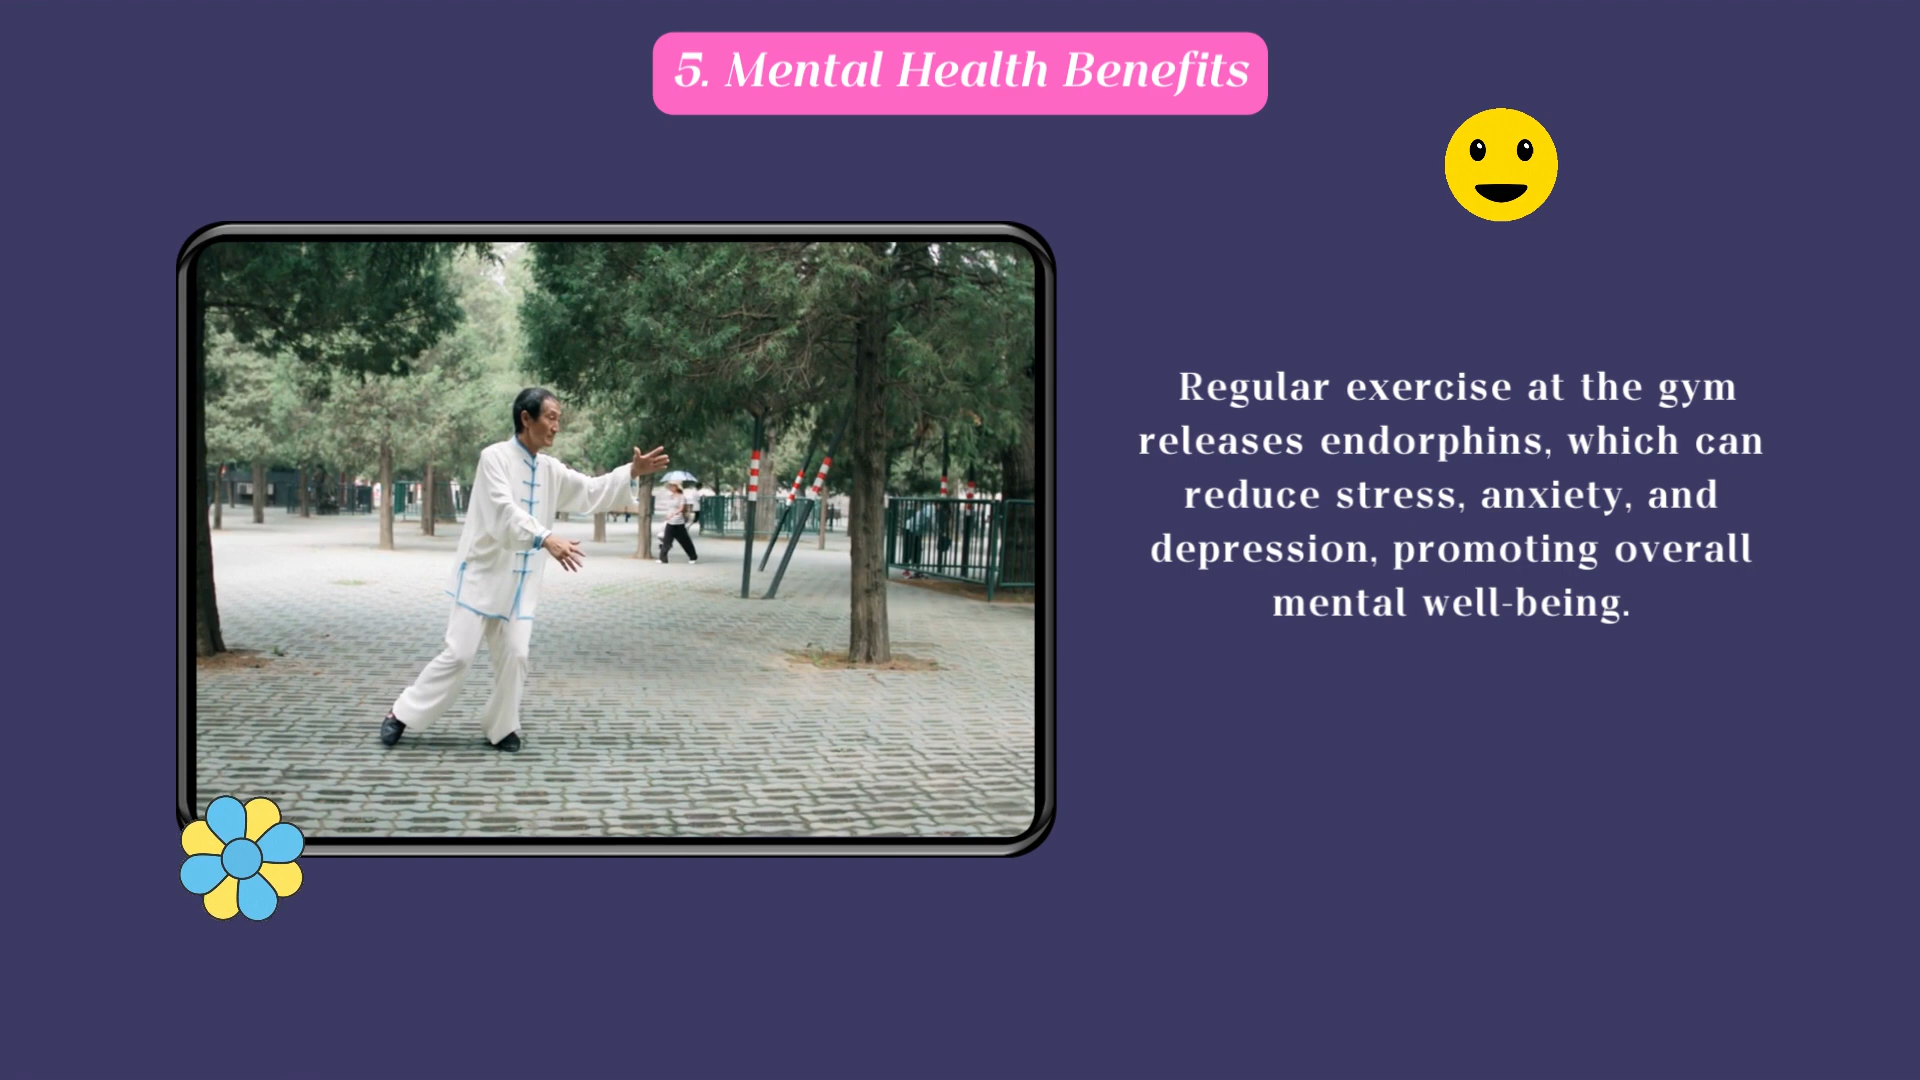 5. Mental Health Benefits
Regular exercise at the gym
releases endorphins, which can
reduce stress, anxiety, and
depression, promoting overall
mental well-being.